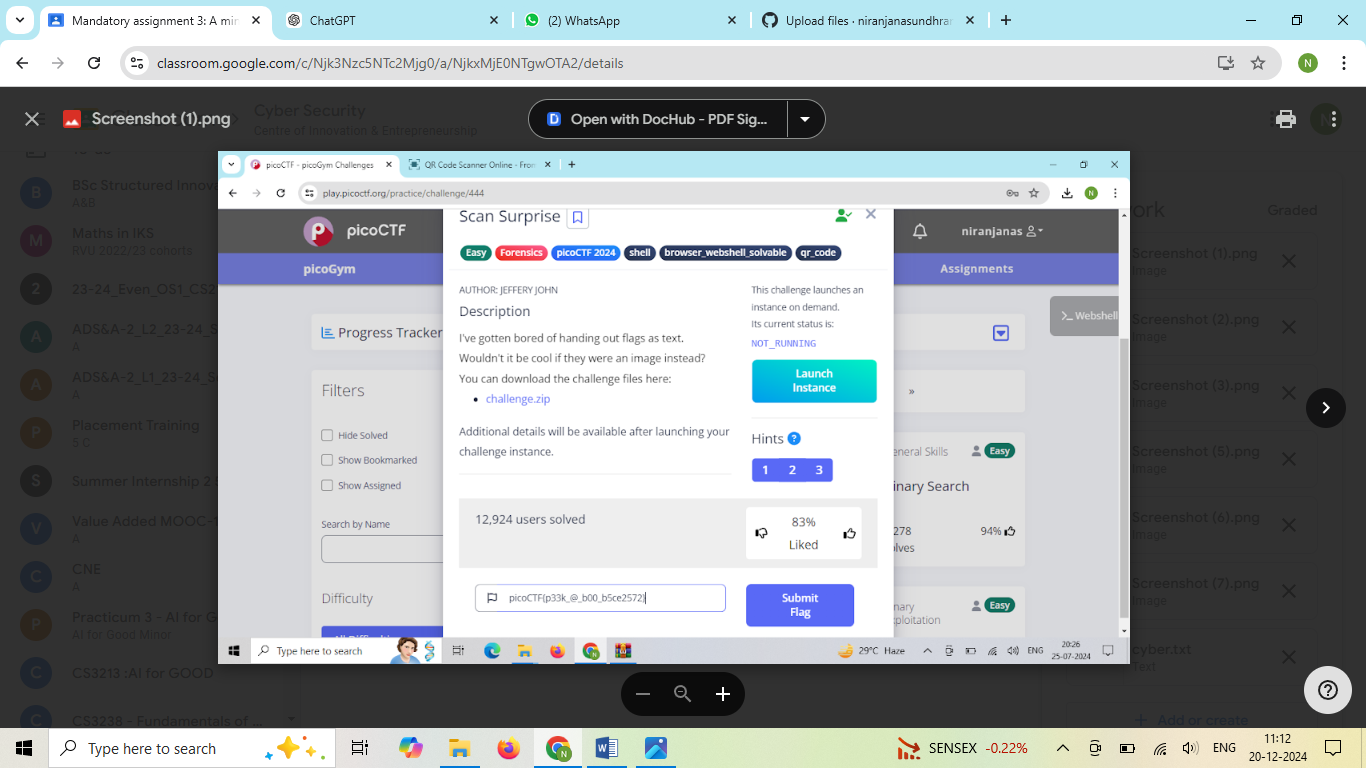 Mandatory assignment 3: A mir
ChatGPT
(2) WhatsApp
Upload files · niranjanasundhrar
classroom.google.com/c/Njk3Nzc5NTc2Mjg0/a/NjkxMjE0NTgwOTA2/details
N
Screenshot (1).png
Cyber Security
Centre of Innovation & Entrepreneurship
Open with DocHub - PDF Sig...
B BSc Structured Innova
A&B
M Maths in IKS
RVU 2022/23 cohorts
2 23-24_Even_OS1_CS2
A ADS&A-2_L2_23-24_S
A
A ADS&A-2_L1_23-24_S
A
P Placement Training
S C
S Summer Internship 2
V Value Added MOOC-1
A
C CNE
A
P Practicum 3 - AI for G
AI for Good Minor
C CS3213 :AI for GOOD
C CS3238 - Fundamentals of ...
picoCTF - picoGym Challenges
QR Code Scanner Online - Fron
play.picoctf.org/practice/challenge/444
N
picoCTF
niranjanas
picoGym
Assignments
Webshell
Progress Tracker
Filters
Hide Solved
Show Bookmarked
Show Assigned
Search by Name
Difficulty
Scan Surprise
Easy Forensics picoCTF 2024 shell browser_webshell_solvable qr_code
AUTHOR: JEFFERY JOHN
Description
I've gotten bored of handing out flags as text.
Wouldn't it be cool if they were an image instead?
You can download the challenge files here:
• challenge.zip
Additional details will be available after launching your
challenge instance.
This challenge launches an
instance on demand.
Its current status is:
NOT_RUNNING
Launch
Instance
Hints ?
1 2 3
12,924 users solved
83%
Liked
picoCTF{p33k_@_b00_b5ce2572}
Submit
Flag
»
eneral Skills
Easy
inary Search
278
lves
94%
nary
xploitation
Easy
Type here to search
29°C Haze
ENG
20:26
25-07-2024
ork
Graded
Screenshot (1).png
Image
Screenshot (2).png
Image
Screenshot (3).png
Image
Screenshot (5).png
Image
Screenshot (6).png
Image
cyber.txt
Text
+ Add or create
Type here to search
SENSEX -0.22%
ENG
11:12
20-12-2024